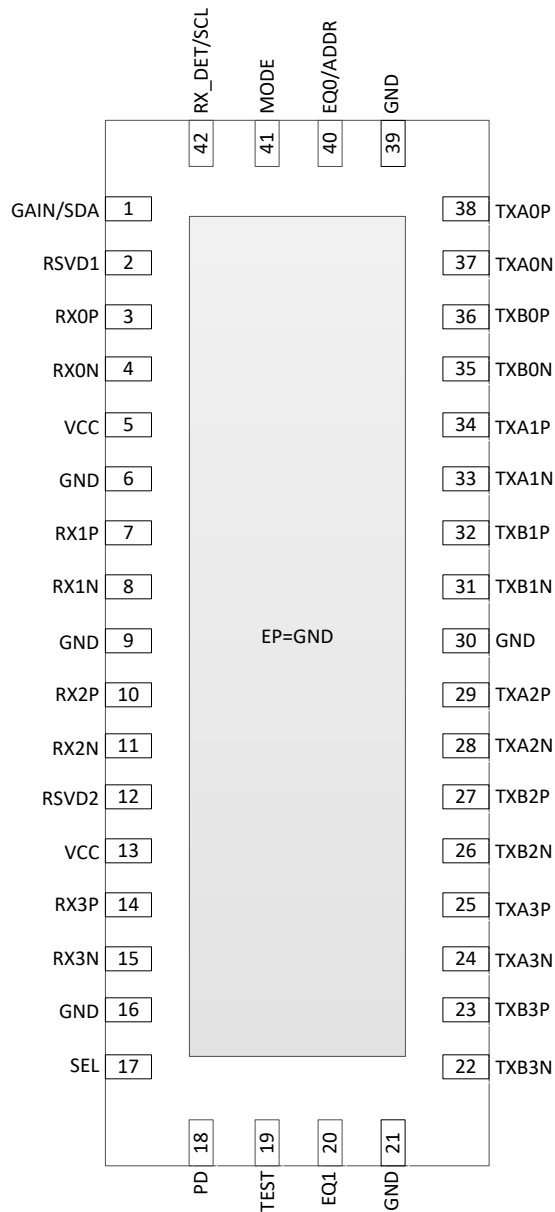 RX_DET/SCL
MODE
EQ0/ADDR
GND
42
41
40
39
GAIN/SDA 1
38 TXA0P
RSVD1 2
37 TXA0N
RX0P 3
36 TXB0P
RX0N 4
35 TXB0N
VCC 5
34 TXA1P
GND 6
33 TXA1N
RX1P 7
32 TXB1P
RX1N 8
31 TXB1N
GND 9
EP=GND
30 GND
RX2P 10
29 TXA2P
RX2N 11
28 TXA2N
RSVD2 12
27 TXB2P
VCC 13
26 TXB2N
RX3P 14
25 TXA3P
RX3N 15
24 TXA3N
GND 16
23 TXB3P
SEL 17
22 TXB3N
18
19
20
21
PD
TEST
EQ1
GND